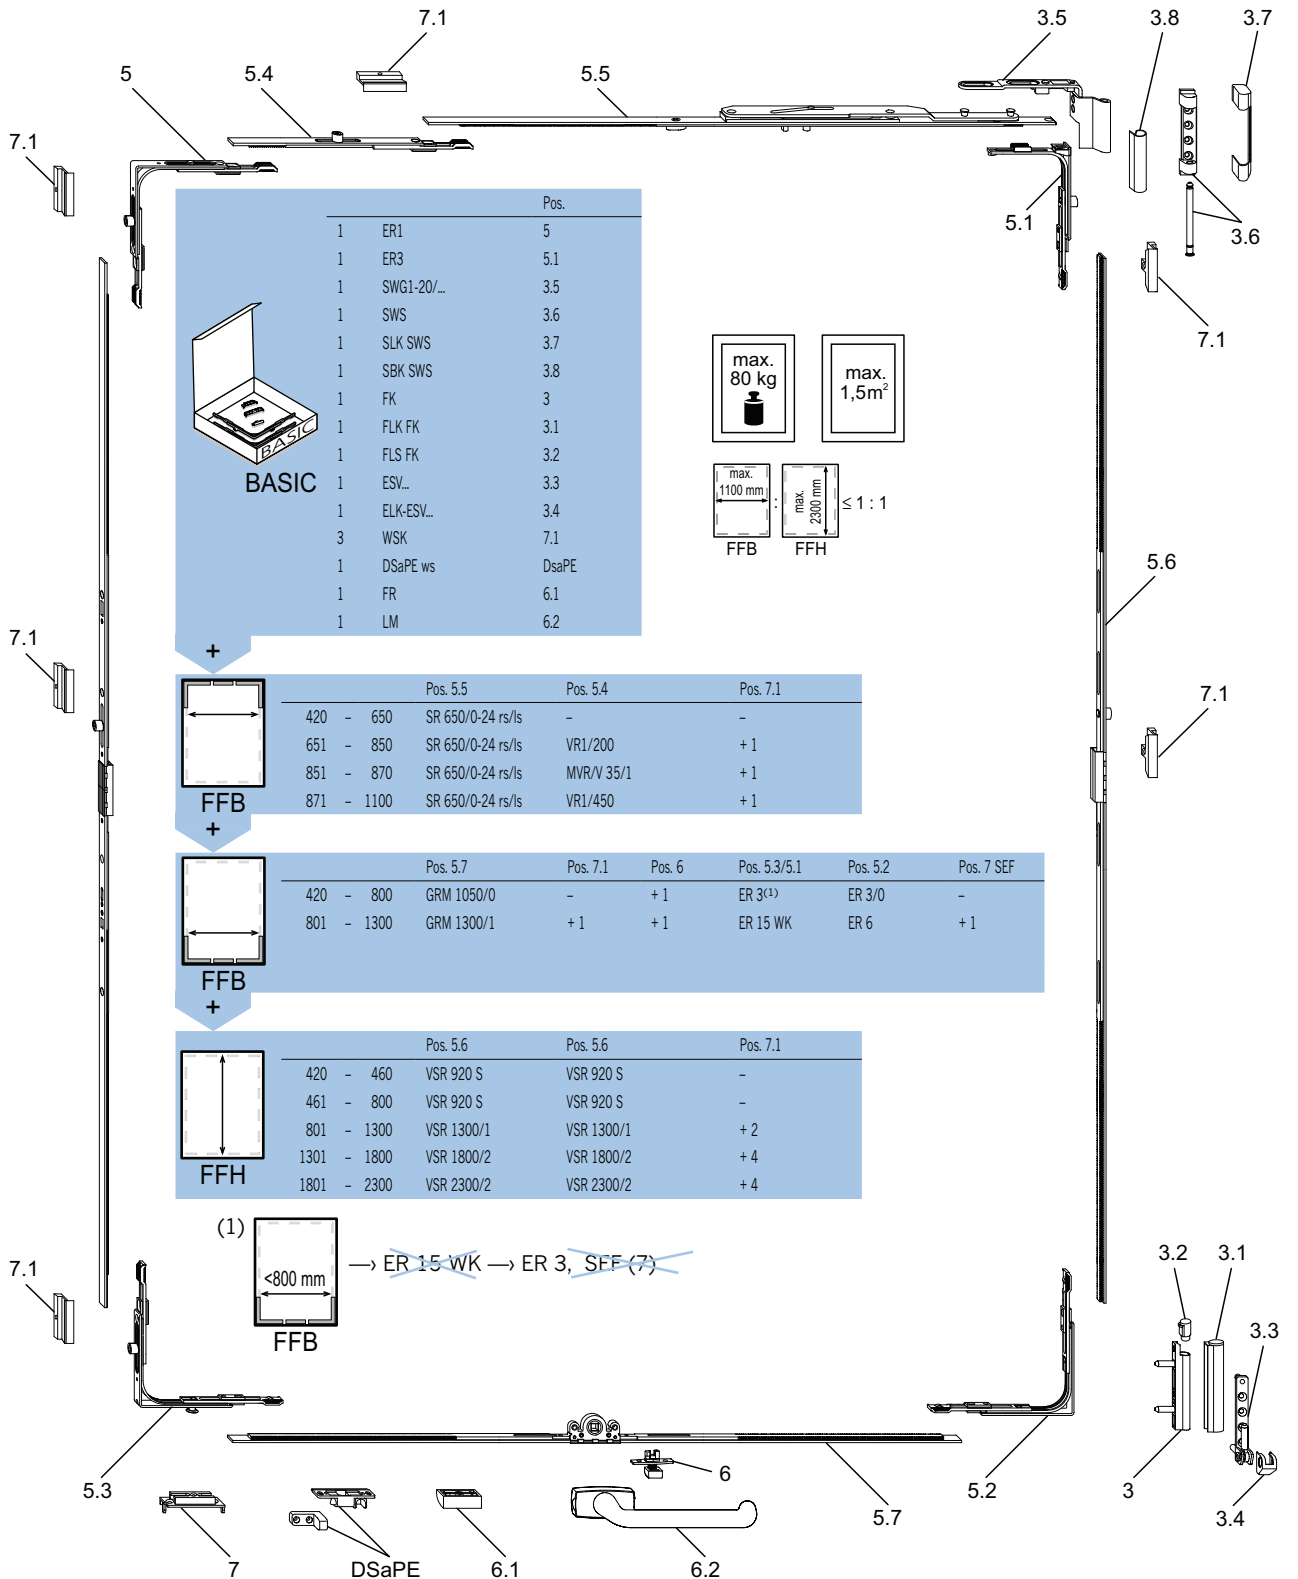 7.1
3.5
3.8
3.7
5
5.4
5.5
7.1
5.1
3.6
7.1
Pos.
1 ER1 5
1 ER3 5.1
1 SWG1-20/... 3.5
1 SWS 3.6
1 SLK SWS 3.7
1 SBK SWS 3.8
1 FK 3
1 FLK FK 3.1
1 FLS FK 3.2
1 ESV... 3.3
1 ELK-ESV... 3.4
3 WSK 7.1
1 DSaPE ws DsaPE
1 FR 6.1
1 LM 6.2
BASIC
BASIC
max.
80 kg
max.
1,5m²
max.
1100 mm
:
max.
2300 mm
≤ 1 : 1
FFB FFH
5.6
7.1
+
7.1
Pos. 5.5 Pos. 5.4 Pos. 7.1
420 – 650 SR 650/0-24 rs/ls – –
651 – 850 SR 650/0-24 rs/ls VR1/200 + 1
851 – 870 SR 650/0-24 rs/ls MVR/V 35/1 + 1
871 – 1100 SR 650/0-24 rs/ls VR1/450 + 1
FFB
+
Pos. 5.7 Pos. 7.1 Pos. 6 Pos. 5.3/5.1 Pos. 5.2 Pos. 7 SEF
420 – 800 GRM 1050/0 – + 1 ER 3(1) ER 3/0 –
801 – 1300 GRM 1300/1 + 1 + 1 ER 15 WK ER 6 + 1
FFB
+
Pos. 5.6 Pos. 5.6 Pos. 7.1
420 – 460 VSR 920 S VSR 920 S –
461 – 800 VSR 920 S VSR 920 S –
801 – 1300 VSR 1300/1 VSR 1300/1 + 2
1301 – 1800 VSR 1800/2 VSR 1800/2 + 4
1801 – 2300 VSR 2300/2 VSR 2300/2 + 4
FFH
(1)
<800 mm
FFB
→ ER 15 WK → ER 3, SEF (7)
7.1
3.2
3.1
3.3
5.3
6
5.7
5.2
3
3.4
7
DSaPE
6.1
6.2